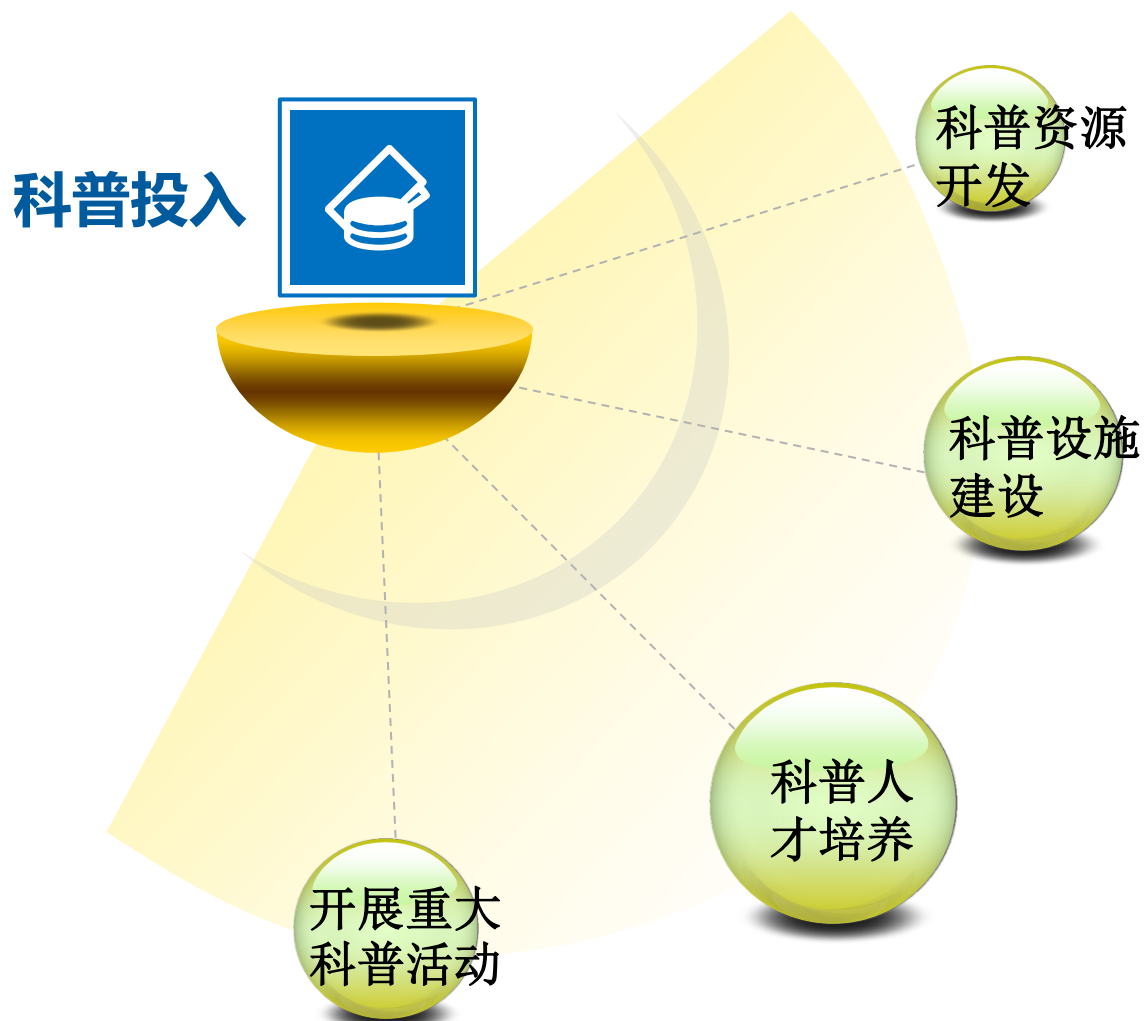 科普投入
科普资源
开发
科普设施
建设
科普人
才培养
开展重大
科普活动